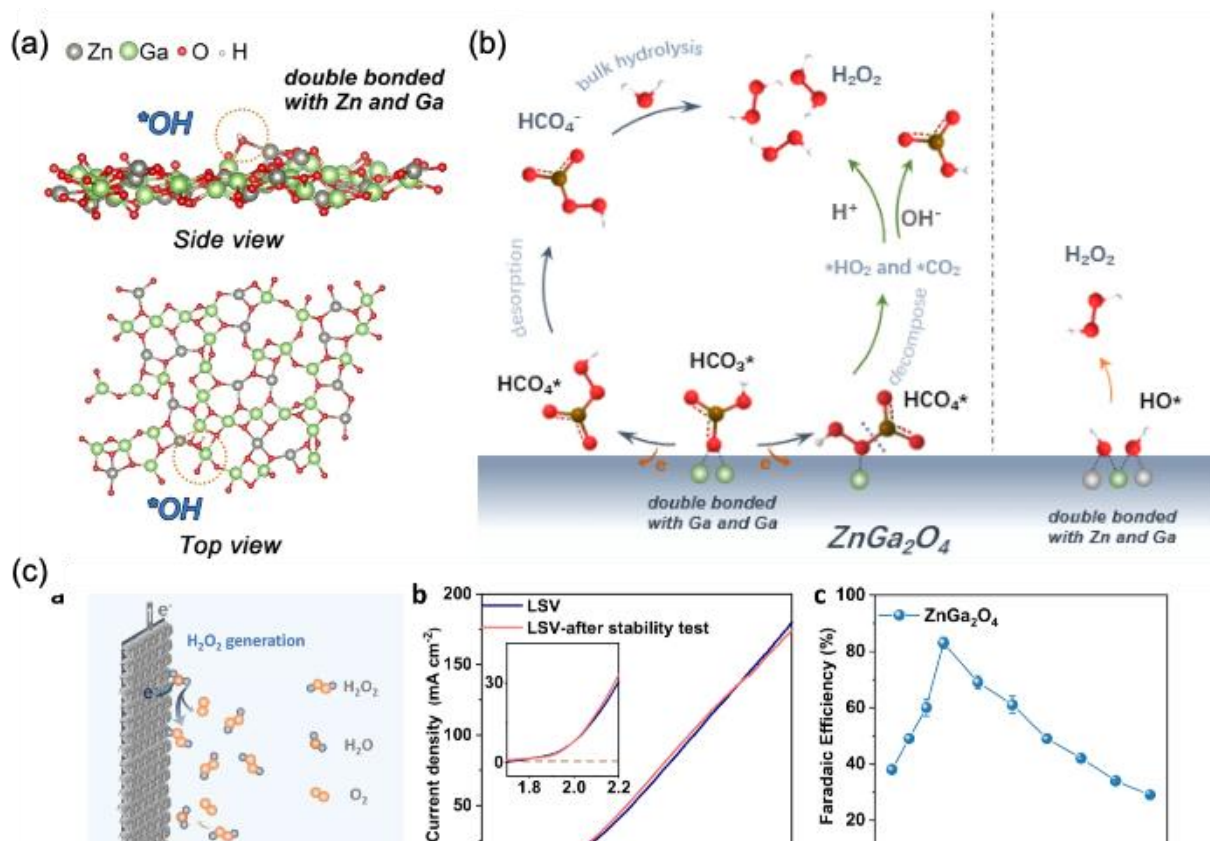 (a)
Zn Ga O H
double bonded
with Zn and Ga
*OH
Side view
*OH
Top view
(b)
bulk hydrolysis
H₂O₂
HCO₄⁻
H⁺
OH⁻
*HO₂ and *CO₂
desorption
decompose
HCO₄*
HCO₃*
HCO₄*
e⁻
e⁻
double bonded
with Ga and Ga
ZnGa₂O₄
H₂O₂
HO*
double bonded
with Zn and Ga
(c)
a
e⁻
H₂O₂ generation
e⁻
H₂O₂
H₂O
O₂
b
Current density (mA cm⁻²)
200
150
100
50
LSV
LSV-after stability test
30
0
1.8 2.0 2.2
c
Faradaic Efficiency (%)
100
80
60
40
20
ZnGa₂O₄